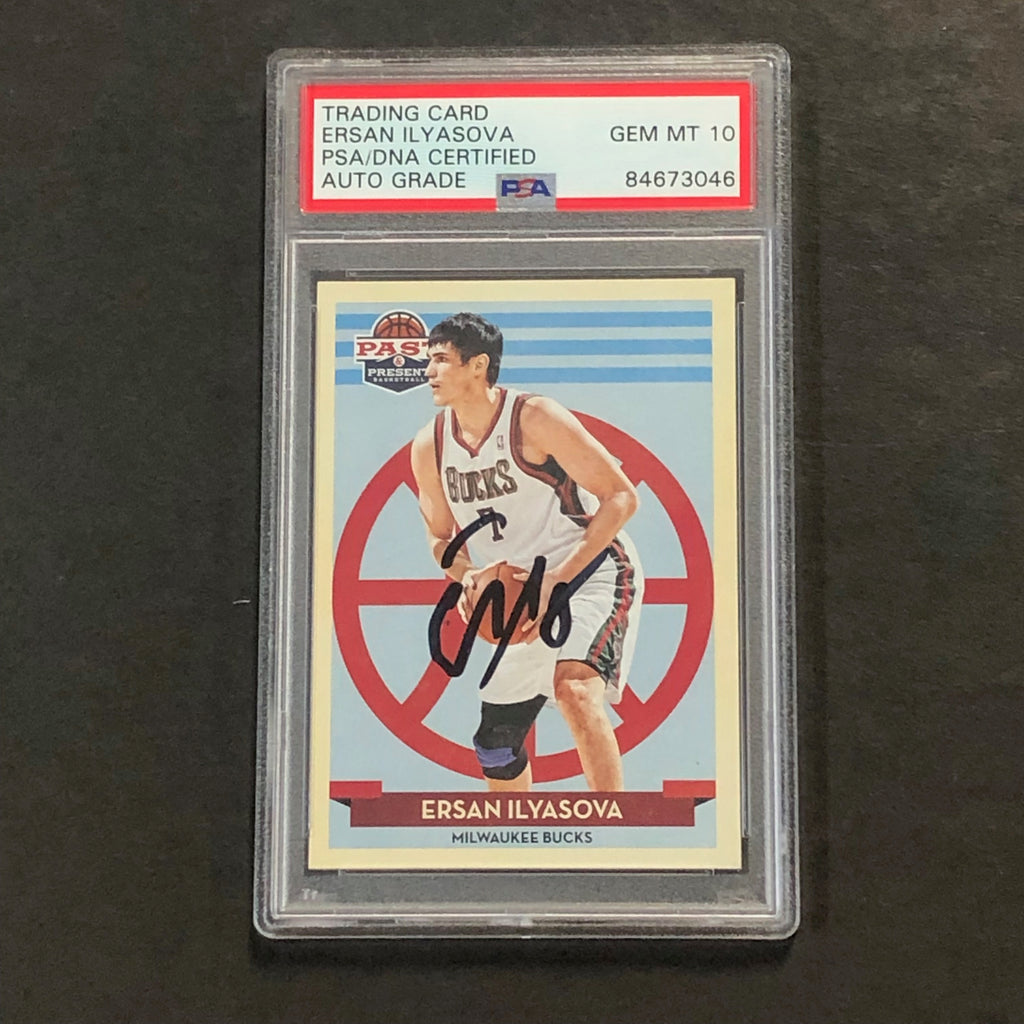 TRADING CARD
ERSAN ILYASOVA GEM MT 10
PSA/DNA CERTIFIED
AUTO GRADE PSA 84673046
PAST
&
PRESENT
BASKETBALL
BUCKS
7
ERSAN ILYASOVA
MILWAUKEE BUCKS